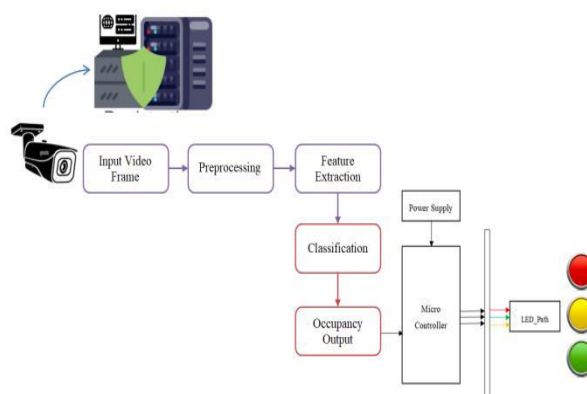 Input Video
Frame
Preprocessing
Feature
Extraction
Power Supply
Classification
Occupancy
Output
Micro
Controller
LED_Path